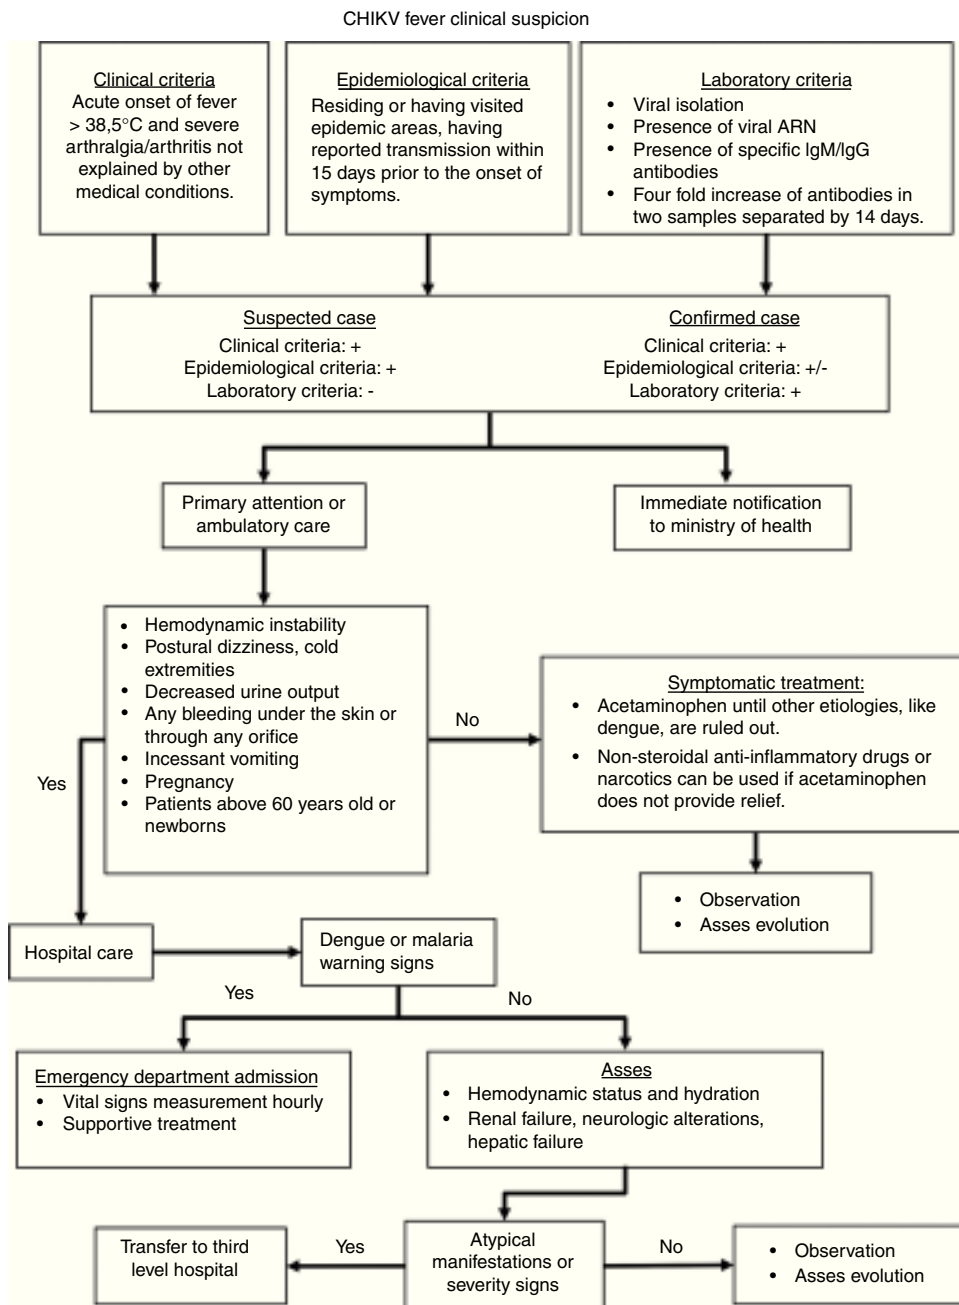 CHIKV fever clinical suspicion
Clinical criteria
Acute onset of fever
> 38,5°C and severe
arthralgia/arthritis not
explained by other
medical conditions.
Epidemiological criteria
Residing or having visited
epidemic areas, having
reported transmission within
15 days prior to the onset of
symptoms.
Laboratory criteria
• Viral isolation
• Presence of viral ARN
• Presence of specific IgM/IgG
antibodies
• Four fold increase of antibodies in
two samples separated by 14 days.
Suspected case
Clinical criteria: +
Epidemiological criteria: +
Laboratory criteria: -
Confirmed case
Clinical criteria: +
Epidemiological criteria: +/-
Laboratory criteria: +
Primary attention or
ambulatory care
Immediate notification
to ministry of health
• Hemodynamic instability
• Postural dizziness, cold
extremities
• Decreased urine output
• Any bleeding under the skin or
through any orifice
• Incessant vomiting
• Pregnancy
• Patients above 60 years old or
newborns
No
Symptomatic treatment:
• Acetaminophen until other etiologies, like
dengue, are ruled out.
• Non-steroidal anti-inflammatory drugs or
narcotics can be used if acetaminophen
does not provide relief.
Yes
• Observation
• Asses evolution
Hospital care
Dengue or malaria
warning signs
Yes
No
Emergency department admission
• Vital signs measurement hourly
• Supportive treatment
Asses
• Hemodynamic status and hydration
• Renal failure, neurologic alterations,
hepatic failure
Transfer to third
level hospital
Yes
Atypical
manifestations or
severity signs
No
• Observation
• Asses evolution